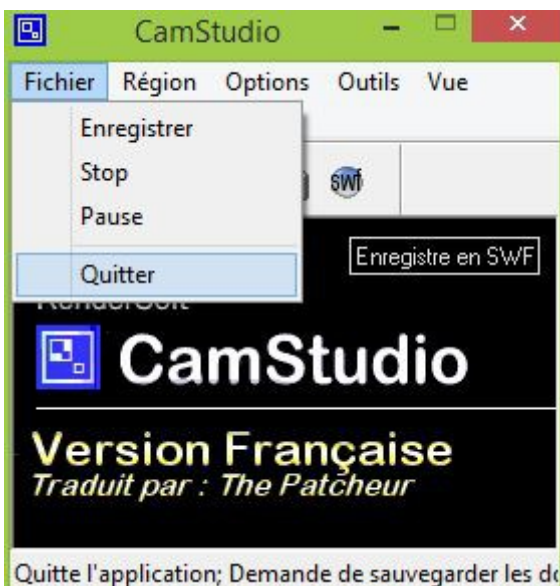 CamStudio
Fichier Région Options Outils Vue
Enregistrer
Stop
Pause
swf
Enregistre en SWF
Quitter
RenderSoft
CamStudio
Version Française
Traduit par : The Patcheur
Quitte l'application; Demande de sauvegarder les